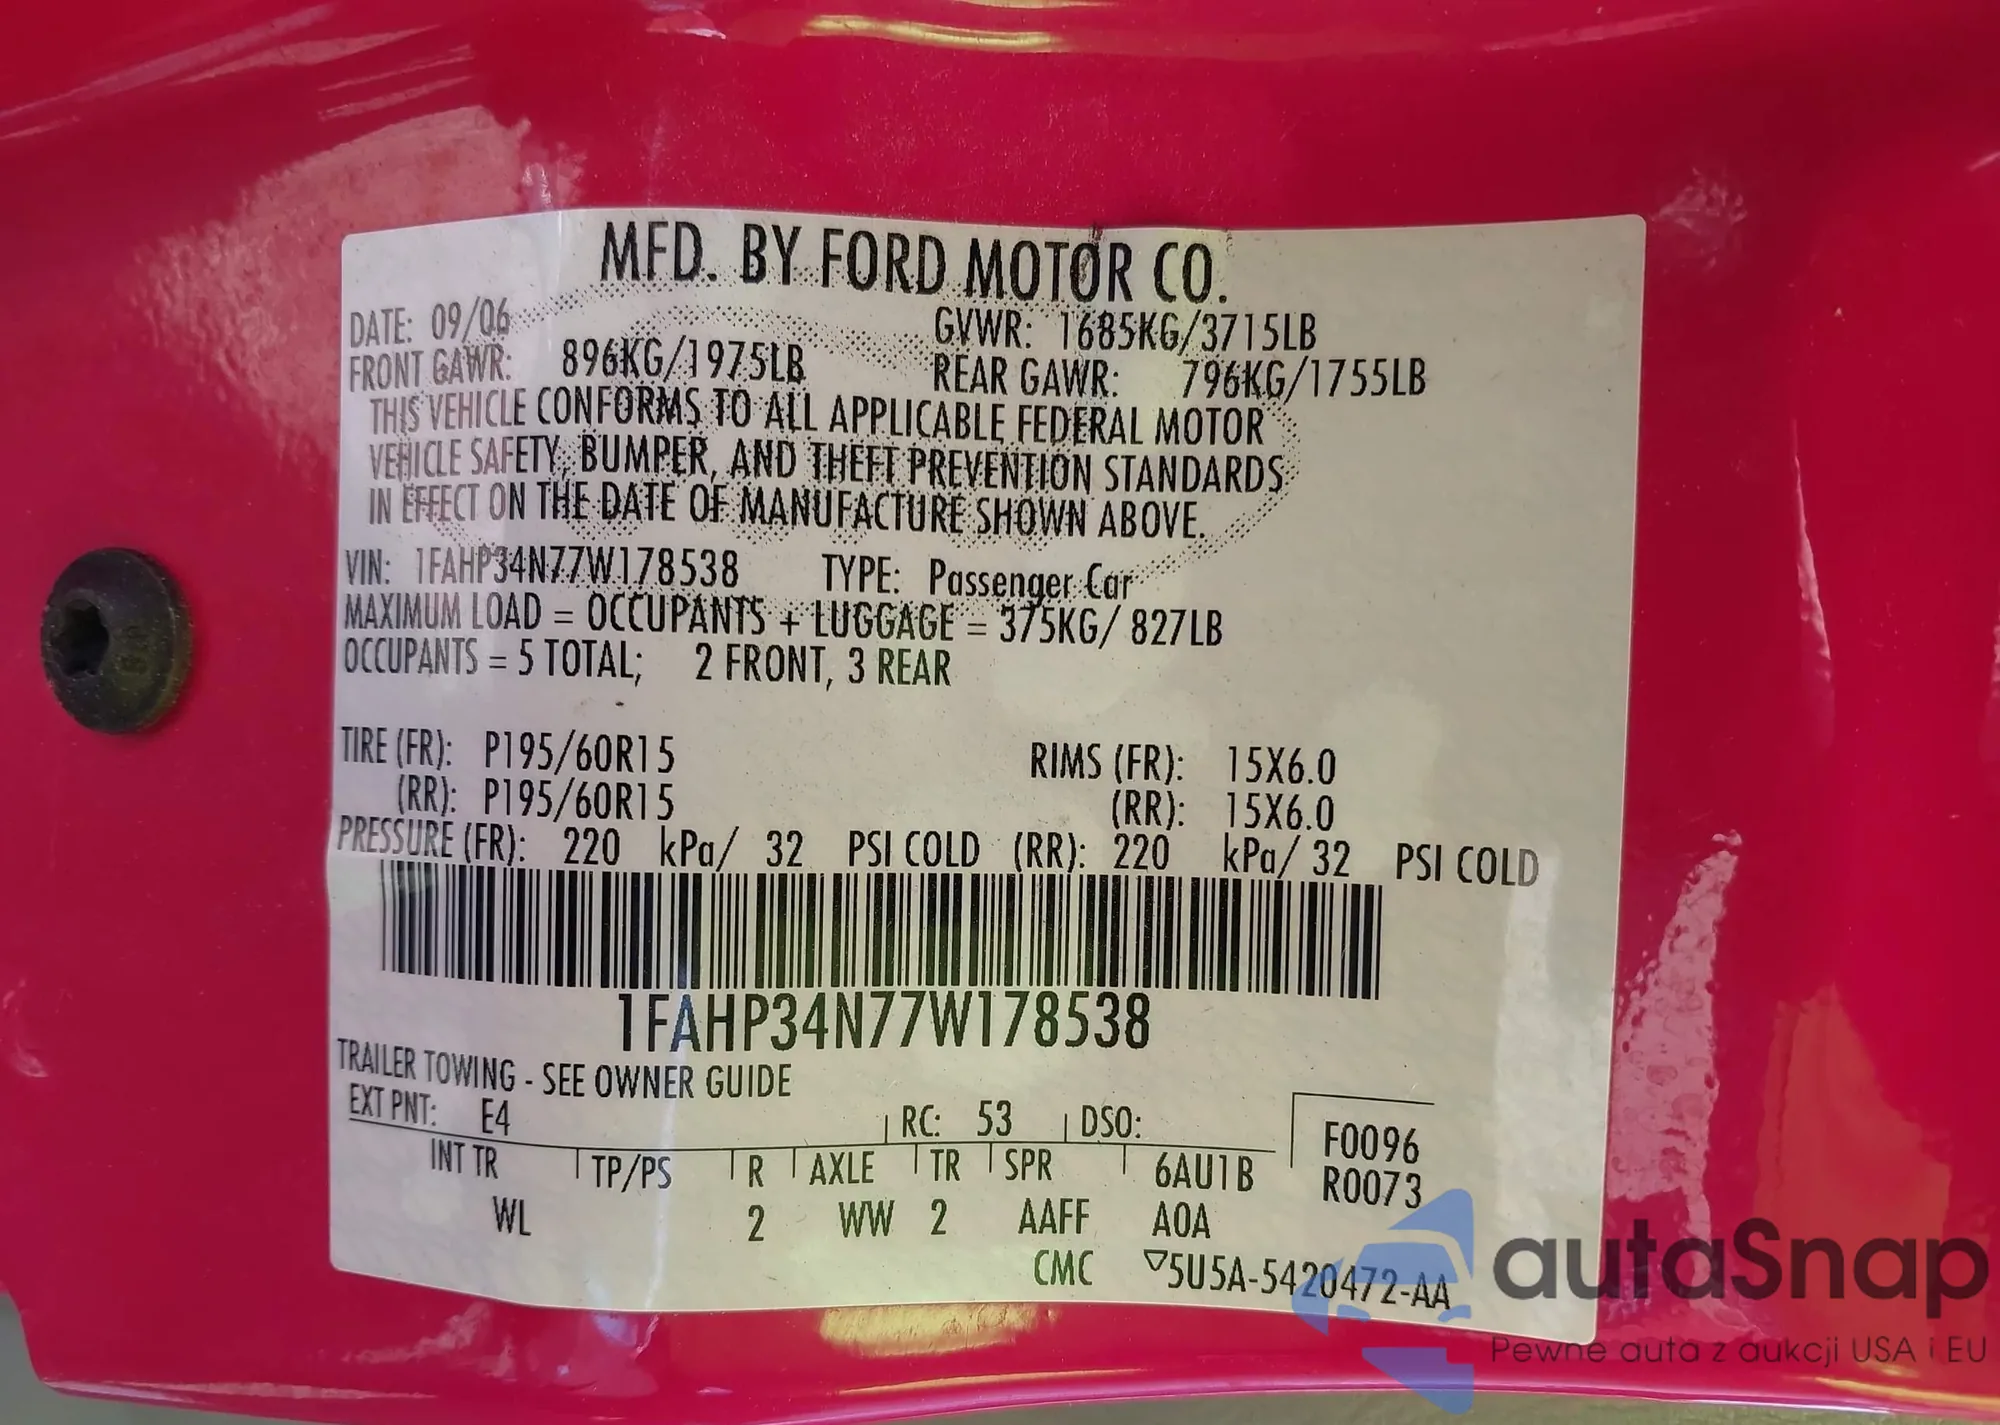 MFD. BY FORD MOTOR CO.
DATE: 09/06 GVWR: 1685KG/3715LB
FRONT GAWR: 896KG/1975LB REAR GAWR: 796KG/1755LB
THIS VEHICLE CONFORMS TO ALL APPLICABLE FEDERAL MOTOR
VEHICLE SAFETY, BUMPER, AND THEFT PREVENTION STANDARDS
IN EFFECT ON THE DATE OF MANUFACTURE SHOWN ABOVE.
VIN: 1FAHP34N77W178538 TYPE: Passenger Car
MAXIMUM LOAD = OCCUPANTS + LUGGAGE = 375KG/ 827LB
OCCUPANTS = 5 TOTAL; 2 FRONT, 3 REAR
TIRE (FR): P195/60R15 RIMS (FR): 15X6.0
(RR): P195/60R15 (RR): 15X6.0
PRESSURE (FR): 220 kPa/ 32 PSI COLD (RR): 220 kPa/ 32 PSI COLD
1FAHP34N77W178538
TRAILER TOWING - SEE OWNER GUIDE
EXT PNT: E4 RC: 53 DSO: F0096
INT TR TP/PS R AXLE TR SPR 6AU1B R0073
WL 2 WW 2 AAFF A0A
CMC ▽5U5A-5420472-AA
autaSnap
Pewne auta z aukcji USA i EU